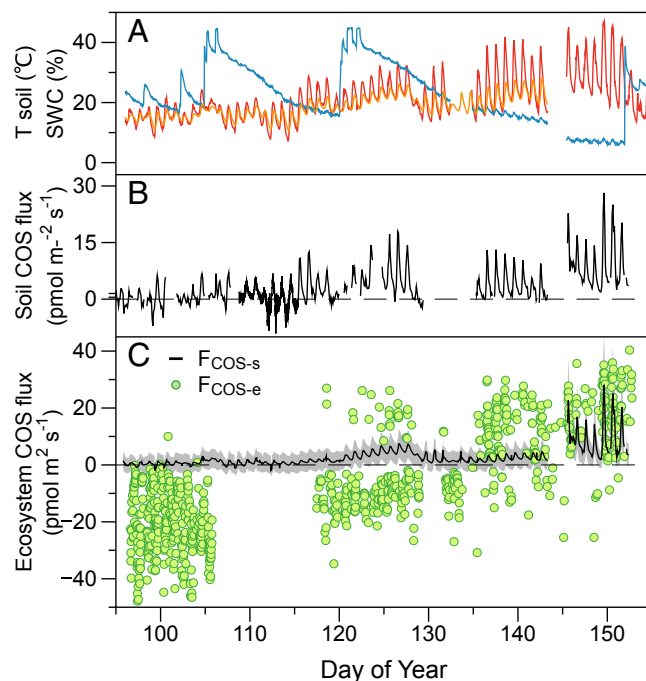 A
T soil (℃)
SWC (%)
40
20
0
B
Soil COS flux
(pmol m-² s⁻¹)
30
15
0
C
F_COS-s
F_COS-e
Ecosystem COS flux
(pmol m² s⁻¹)
40
20
0
−20
−40
100
110
120
130
140
150
Day of Year